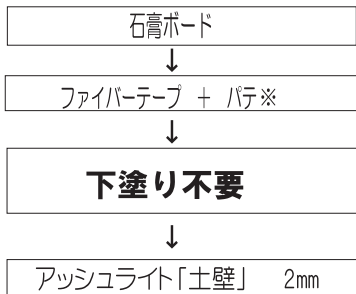 石膏ボード
↓
ファイバーテープ + パテ※
↓
下塗り不要
↓
アッシュライト「土壁」 2mm